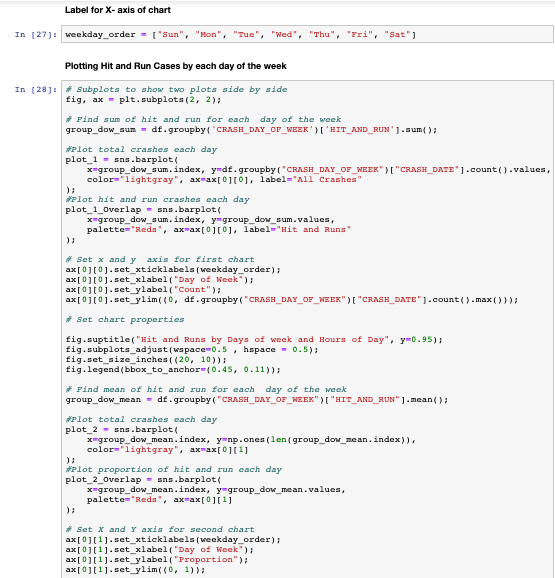 Label for X- axis of chart
In [27]: weekday_order = ["Sun", "Mon", "Tue", "Wed", "Thu", "Fri", "Sat"]
Plotting Hit and Run Cases by each day of the week
In [28]: # Subplots to show two plots side by side
fig, ax = plt.subplots(2, 2);
# Find sum of hit and run for each  day of the week
group_dow_sum = df.groupby('CRASH_DAY_OF_WEEK')['HIT_AND_RUN'].sum();
#Plot total crashes each day
plot_1 = sns.barplot(
x=group_dow_sum.index, y=df.groupby("CRASH_DAY_OF_WEEK")["CRASH_DATE"].count().values,
color="lightgray", ax=ax[0][0], label="All Crashes"
);
#Plot hit and run crashes each day
plot_1_Overlap = sns.barplot(
x=group_dow_sum.index, y=group_dow_sum.values,
palette="Reds", ax=ax[0][0], label="Hit and Runs"
);
# Set x and y  axis for first chart
ax[0][0].set_xticklabels(weekday_order);
ax[0][0].set_xlabel("Day of Week");
ax[0][0].set_ylabel("Count");
ax[0][0].set_ylim((0, df.groupby("CRASH_DAY_OF_WEEK")["CRASH_DATE"].count().max()));
# Set chart properties
fig.suptitle("Hit and Runs by Days of week and Hours of Day", y=0.95);
fig.subplots_adjust(wspace=0.5 , hspace = 0.5);
fig.set_size_inches((20, 10));
fig.legend(bbox_to_anchor=(0.45, 0.11));
# Find mean of hit and run for each  day of the week
group_dow_mean = df.groupby("CRASH_DAY_OF_WEEK")["HIT_AND_RUN"].mean();
#Plot total crashes each day
plot_2 = sns.barplot(
x=group_dow_mean.index, y=np.ones(len(group_dow_mean.index)),
color="lightgray", ax=ax[0][1]
);
#Plot proportion of hit and run each day
plot_2_Overlap = sns.barplot(
x=group_dow_mean.index, y=group_dow_mean.values,
palette="Reds", ax=ax[0][1]
);
# Set X and Y axis for second chart
ax[0][1].set_xticklabels(weekday_order);
ax[0][1].set_xlabel("Day of Week");
ax[0][1].set_ylabel("Proportion");
ax[0][1].set_ylim((0, 1));